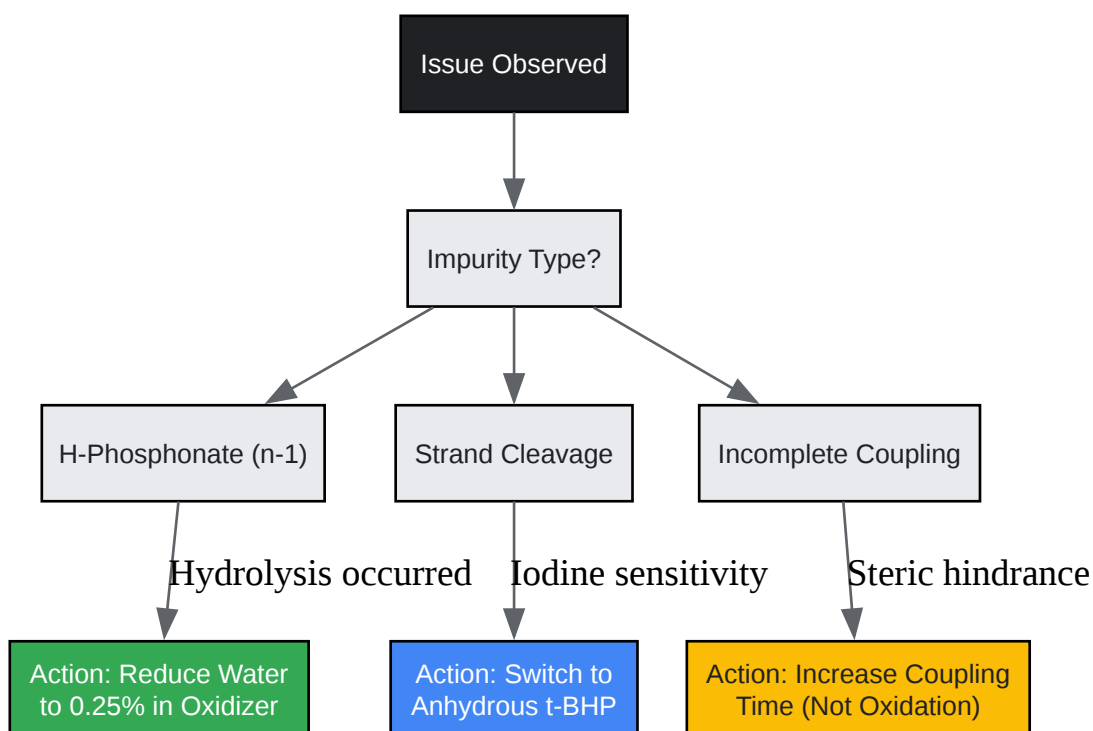 Issue Observed
Impurity Type?
H-Phosphonate (n-1)
Strand Cleavage
Incomplete Coupling
Hydrolysis occurred
Iodine sensitivity
Steric hindrance
Action: Reduce Water
to 0.25% in Oxidizer
Action: Switch to
Anhydrous t-BHP
Action: Increase Coupling
Time (Not Oxidation)